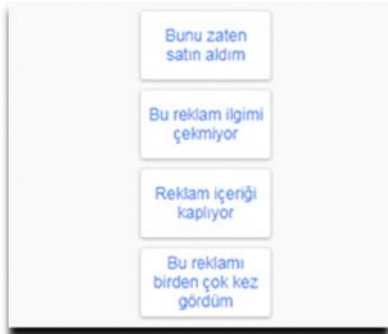 Bunu zaten
satın aldım
Bu reklam ilgimi
çekmiyor
Reklam içeriği
kaplıyor
Bu reklamı
birden çok kez
gördüm